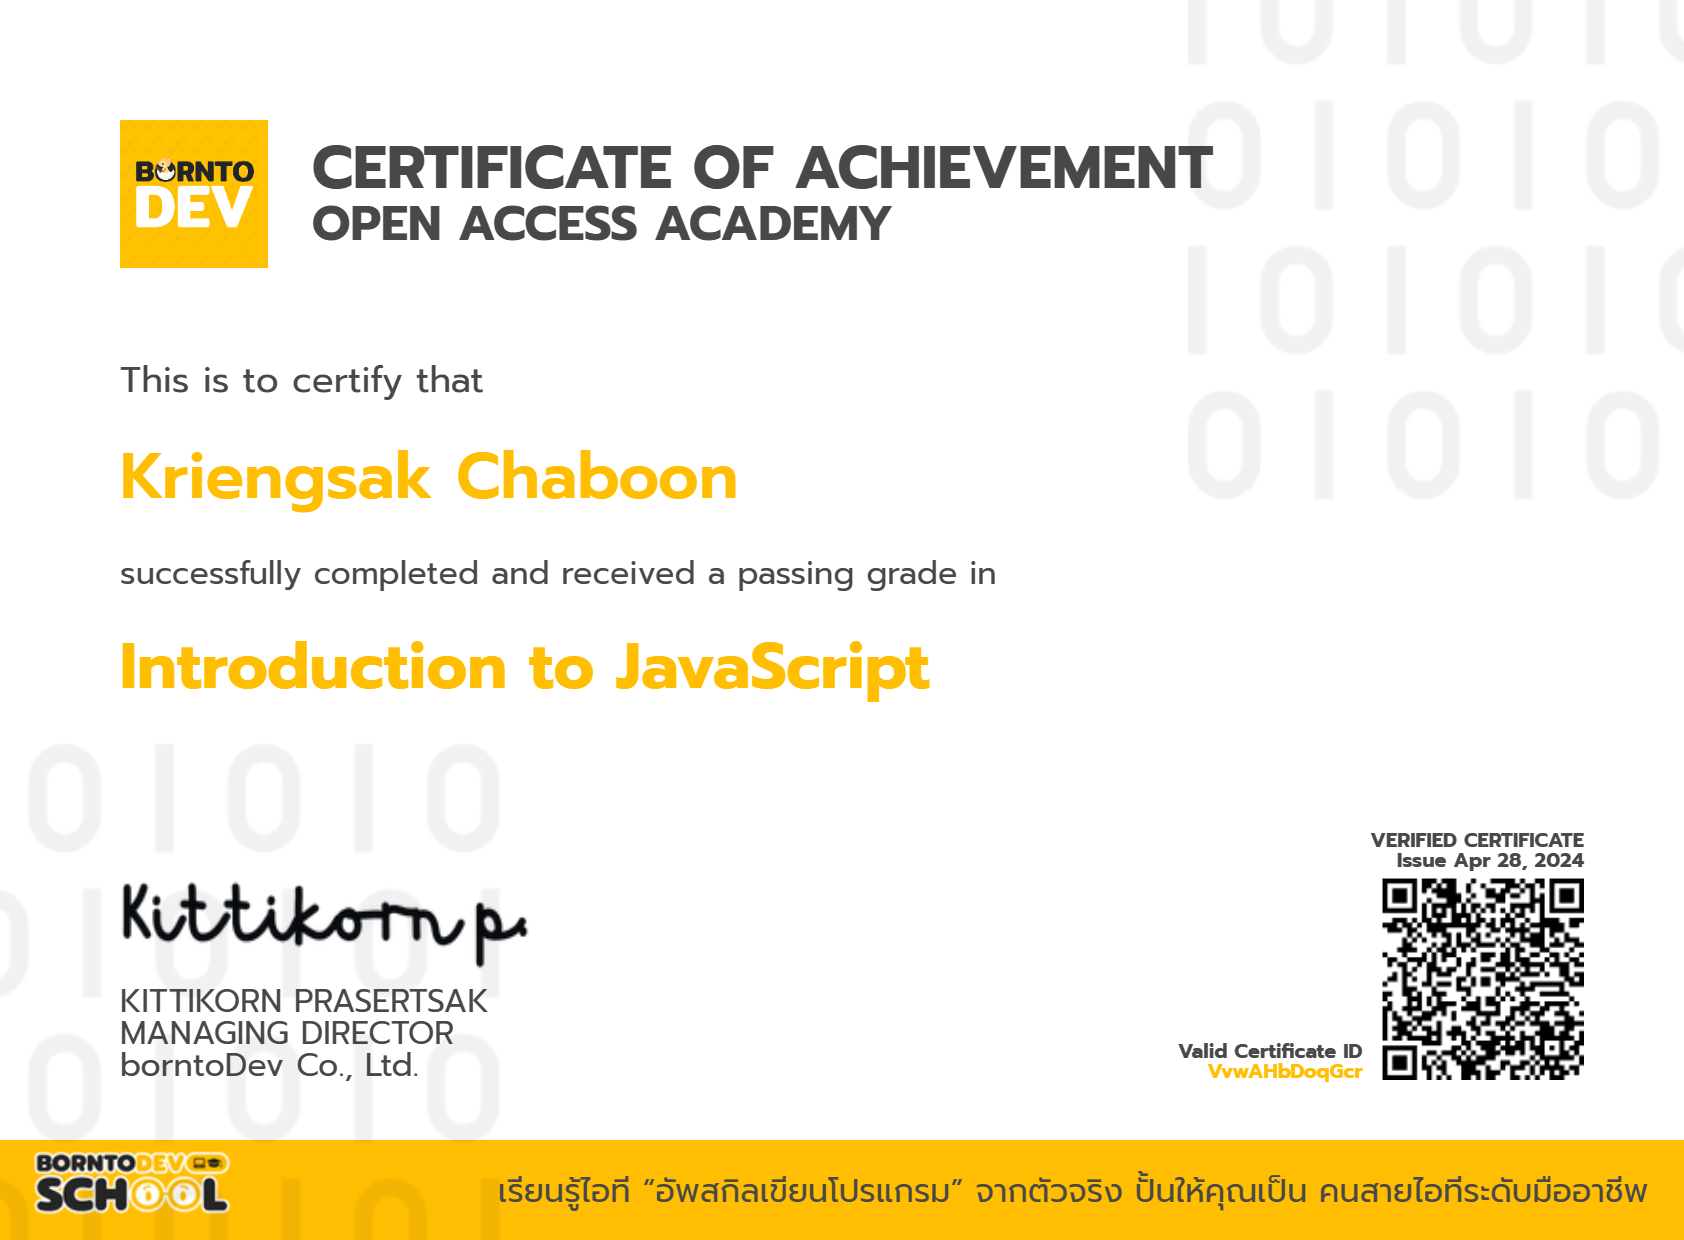 BORNTO
DEV
CERTIFICATE OF ACHIEVEMENT
OPEN ACCESS ACADEMY
This is to certify that
Kriengsak Chaboon
successfully completed and received a passing grade in
Introduction to JavaScript
VERIFIED CERTIFICATE
Issue Apr 28, 2024
Kittikorn p.
KITTIKORN PRASERTSAK
MANAGING DIRECTOR
borntoDev Co., Ltd.
Valid Certificate ID
VvwAHbDoqGcr
BORNTODEV
SCHOOL
เรียนรู้ไอที “อัพสกิลเขียนโปรแกรม” จากตัวจริง ปั้นให้คุณเป็น คนสายไอทีระดับมืออาชีพ